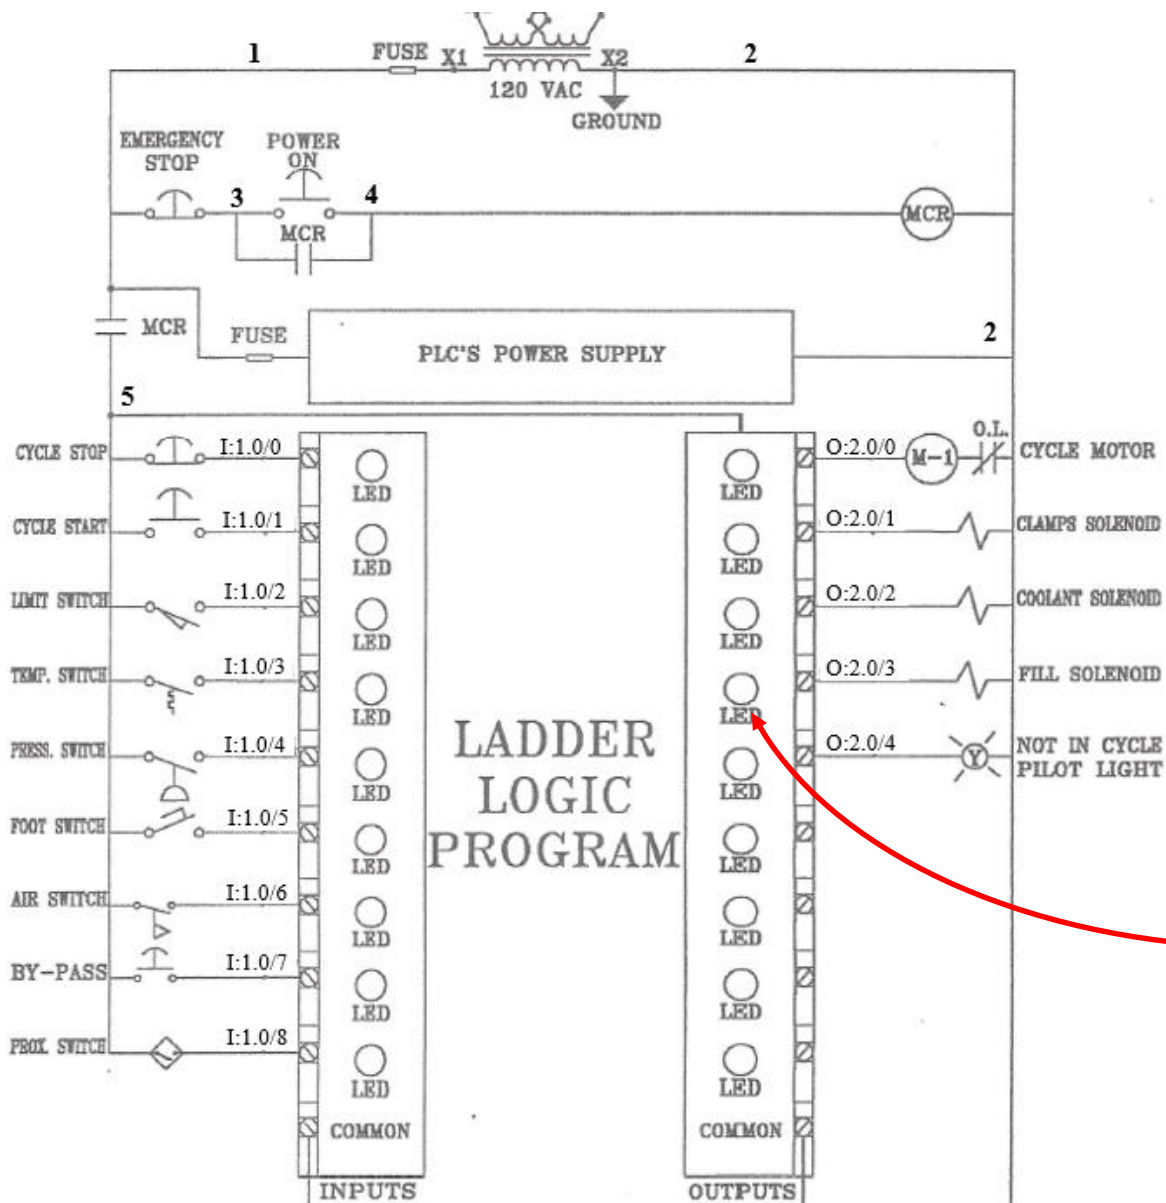 1
FUSE
X1
X2
2
120 VAC
GROUND
EMERGENCY
STOP
POWER
ON
3
4
MCR
MCR
MCR
FUSE
PLC'S POWER SUPPLY
2
5
CYCLE STOP
I:1.0/0
LED
LED
O:2.0/0
M-1
O.L.
CYCLE MOTOR
CYCLE START
I:1.0/1
LED
LED
O:2.0/1
CLAMPS SOLENOID
LIMIT SWITCH
I:1.0/2
LED
LED
O:2.0/2
COOLANT SOLENOID
TEMP. SWITCH
I:1.0/3
LED
LED
O:2.0/3
FILL SOLENOID
PRESS. SWITCH
I:1.0/4
LED
LED
O:2.0/4
Y
NOT IN CYCLE
PILOT LIGHT
LADDER
LOGIC
PROGRAM
FOOT SWITCH
I:1.0/5
LED
LED
AIR SWITCH
I:1.0/6
LED
LED
BY-PASS
I:1.0/7
LED
LED
PROX. SWITCH
I:1.0/8
LED
LED
COMMON
COMMON
INPUTS
OUTPUTS